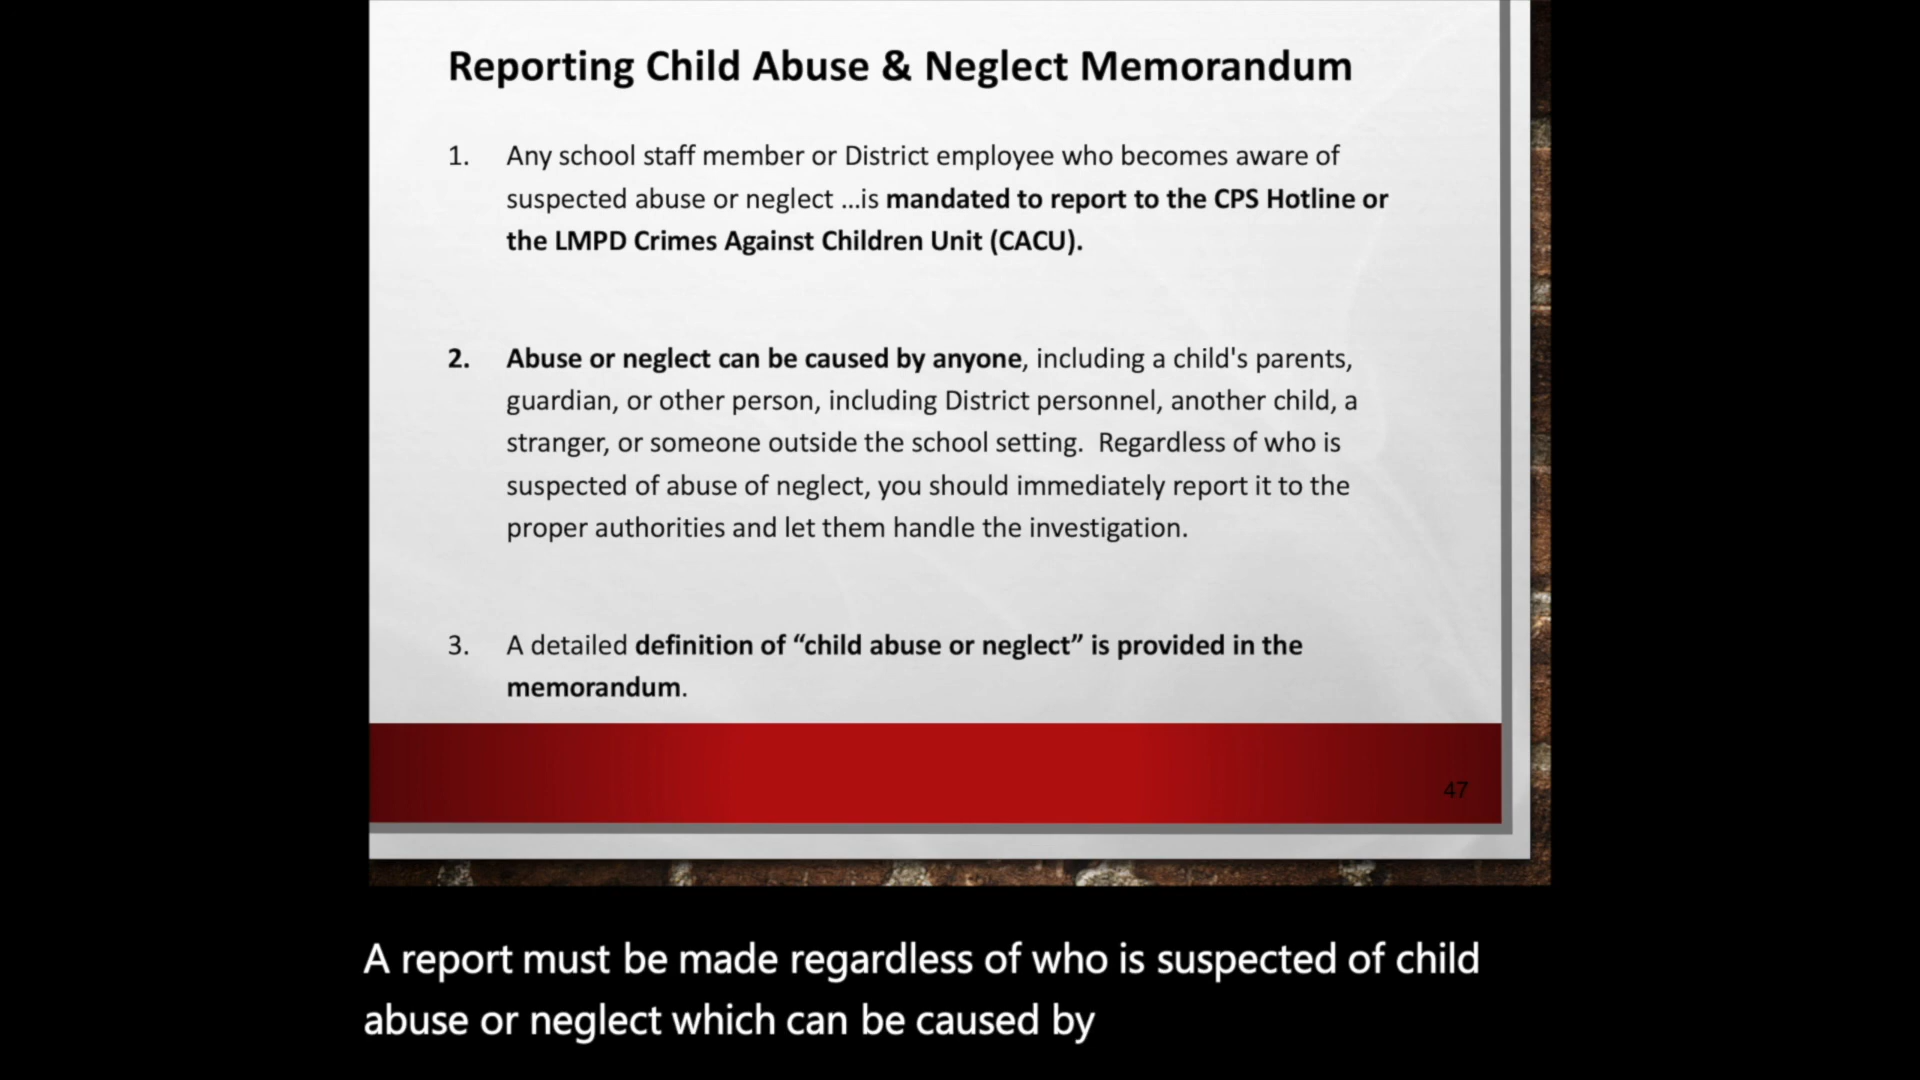 Reporting Child Abuse & Neglect Memorandum
1. Any school staff member or District employee who becomes aware of
suspected abuse or neglect ...is mandated to report to the CPS Hotline or
the LMPD Crimes Against Children Unit (CACU).
2. Abuse or neglect can be caused by anyone, including a child's parents,
guardian, or other person, including District personnel, another child, a
stranger, or someone outside the school setting.  Regardless of who is
suspected of abuse of neglect, you should immediately report it to the
proper authorities and let them handle the investigation.
3. A detailed definition of “child abuse or neglect” is provided in the
memorandum.
47
A report must be made regardless of who is suspected of child
abuse or neglect which can be caused by